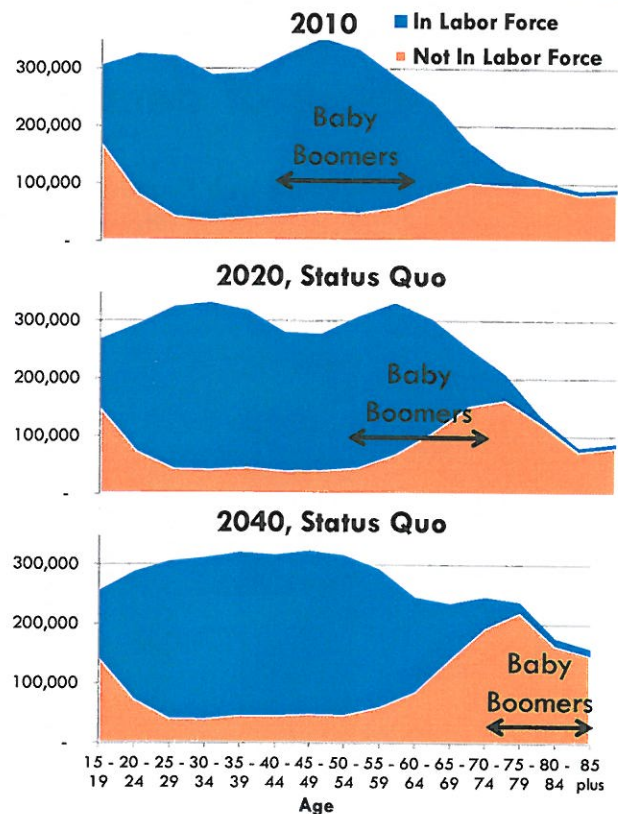 2010
In Labor Force
Not In Labor Force
300,000
200,000
100,000
-
Baby
Boomers
2020, Status Quo
300,000
200,000
100,000
-
Baby
Boomers
2040, Status Quo
300,000
200,000
100,000
-
Baby
Boomers
15 - 20 - 25 - 30 - 35 - 40 - 45 - 50 - 55 - 60 - 65 - 70 - 75 - 80 - 85
19 24 29 34 39 44 49 54 59 64 69 74 79 84 plus
Age